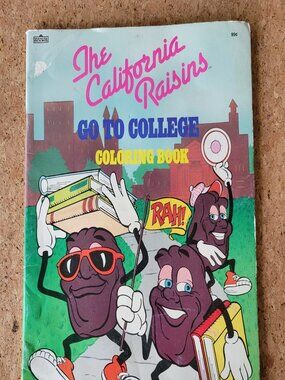 The
California
Raisins
GO TO COLLEGE
COLORING BOOK
RAH!